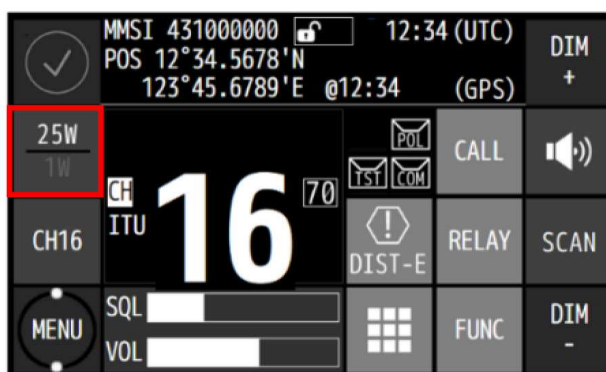 MMSI 431000000 12:34 (UTC)
POS 12°34.5678'N
123°45.6789'E @12:34 (GPS)
DIM
+
25W
1W
POL
TST COM
CALL
CH
ITU
16
70
CH16
!
DIST-E
RELAY
SCAN
MENU
SQL
VOL
FUNC
DIM
-